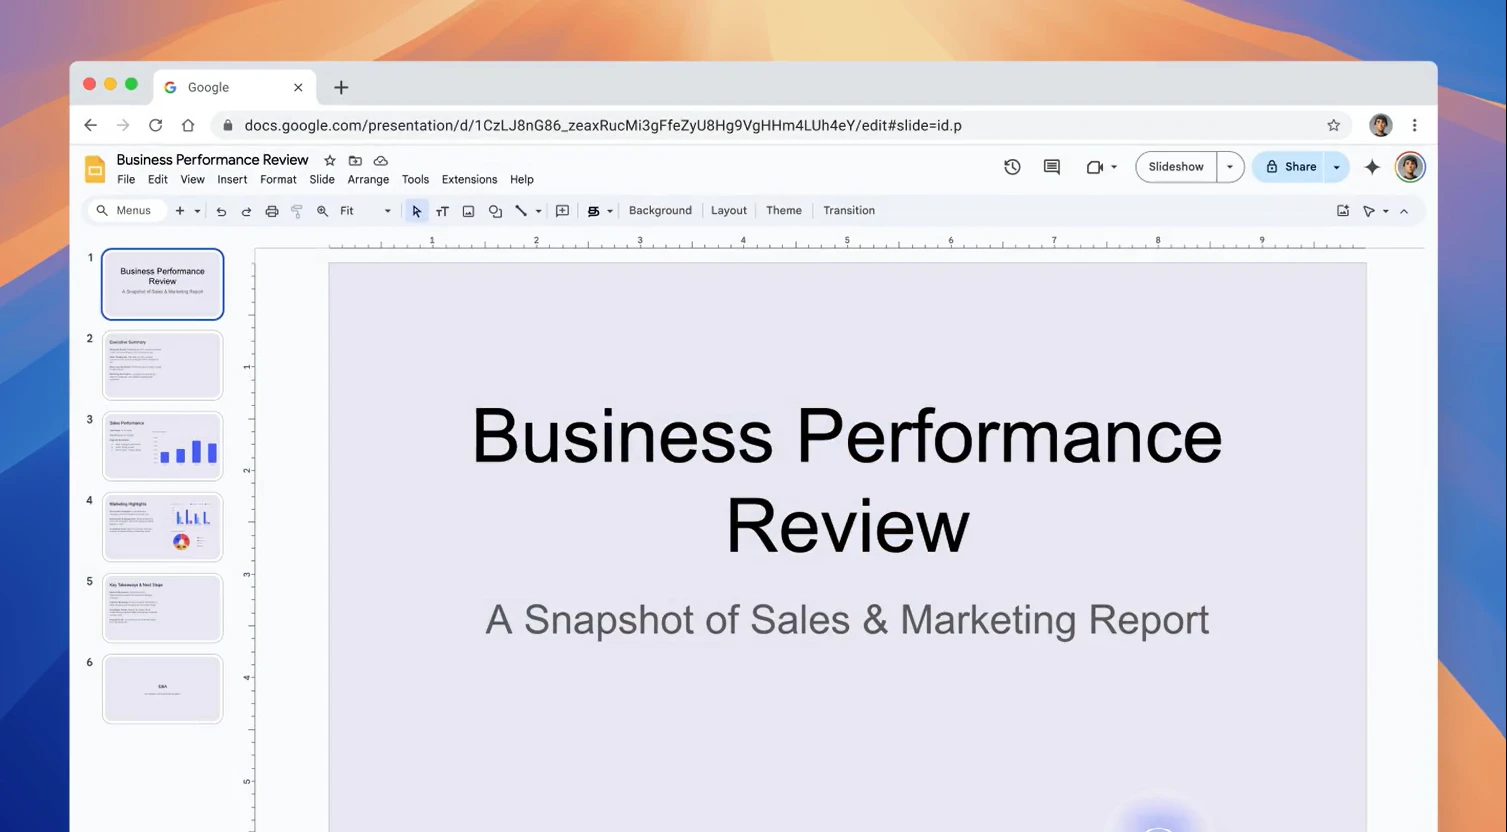 Google
docs.google.com/presentation/d/1CzLJ8nG86_zeaxRucMi3gFfeZyU8Hg9VgHHm4LUh4eY/edit#slide=id.p
Business Performance Review
File Edit View Insert Format Slide Arrange Tools Extensions Help
Slideshow
Share
Menus
Fit
Background
Layout
Theme
Transition
1 2 3 4 5 6 7 8 9
1
2
3
4
5
1
Business Performance
Review
A Snapshot of Sales & Marketing Report
2
Executive Summary
3
Sales Performance
4
Marketing Highlights
5
Key Takeaways & Next Steps
6
Q&A
Business Performance
Review
A Snapshot of Sales & Marketing Report